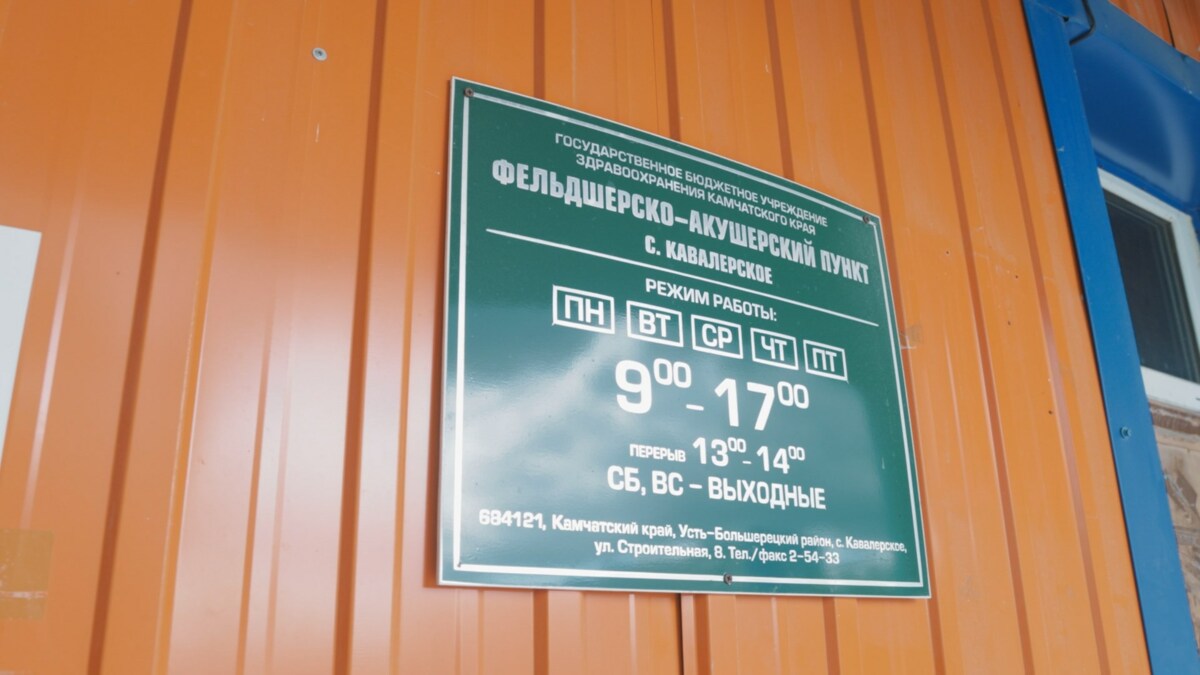 ГОСУДАРСТВЕННОЕ БЮДЖЕТНОЕ УЧРЕЖДЕНИЕ
ЗДРАВООХРАНЕНИЯ КАМЧАТСКОГО КРАЯ
ФЕЛЬДШЕРСКО-АКУШЕРСКИЙ ПУНКТ
С. КАВАЛЕРСКОЕ
РЕЖИМ РАБОТЫ:
ПН ВТ СР ЧТ ПТ
9⁰⁰ - 17⁰⁰
ПЕРЕРЫВ 13⁰⁰ - 14⁰⁰
СБ, ВС - ВЫХОДНЫЕ
684121, Камчатский край, Усть-Большерецкий район, с. Кавалерское,
ул. Строительная, 8. Тел./факс 2-54-33